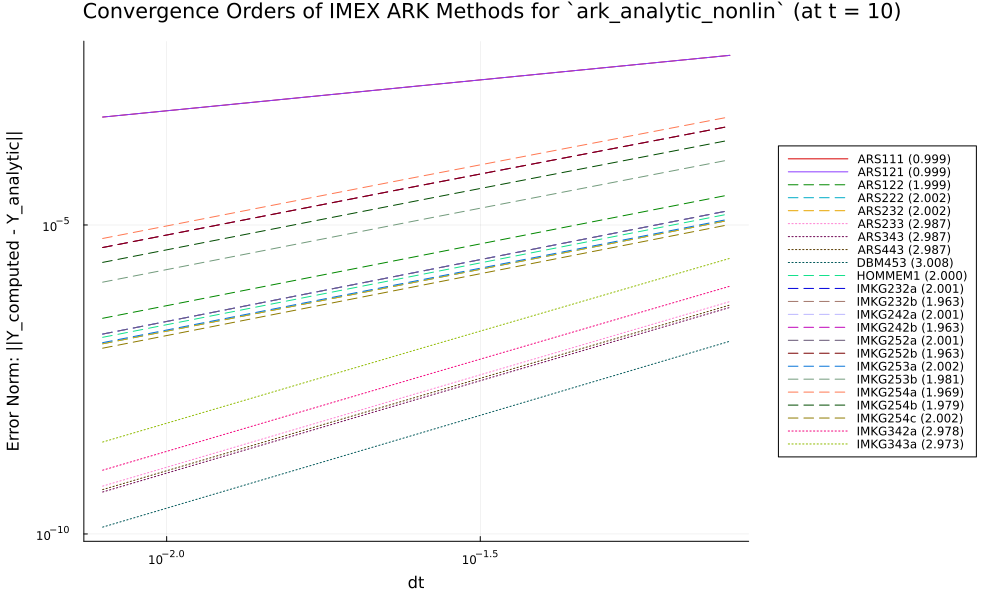 Convergence Orders of IMEX ARK Methods for `ark_analytic_nonlin` (at t = 10)
Error Norm: ||Y_computed - Y_analytic||
10⁻⁵
10⁻¹⁰
10⁻²·⁰
10⁻¹·⁵
dt
ARS111 (0.999)
ARS121 (0.999)
ARS122 (1.999)
ARS222 (2.002)
ARS232 (2.002)
ARS233 (2.987)
ARS343 (2.987)
ARS443 (2.987)
DBM453 (3.008)
HOMMEM1 (2.000)
IMKG232a (2.001)
IMKG232b (1.963)
IMKG242a (2.001)
IMKG242b (1.963)
IMKG252a (2.001)
IMKG252b (1.963)
IMKG253a (2.002)
IMKG253b (1.981)
IMKG254a (1.969)
IMKG254b (1.979)
IMKG254c (2.002)
IMKG342a (2.978)
IMKG343a (2.973)